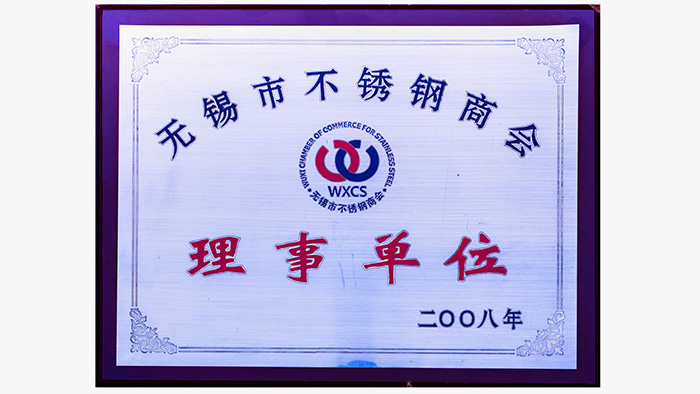 无锡市不锈钢商会
WUXI CHAMBER OF COMMERCE FOR STAINLESS STEEL
WXCS
无锡市不锈钢商会
理事单位
二〇〇八年